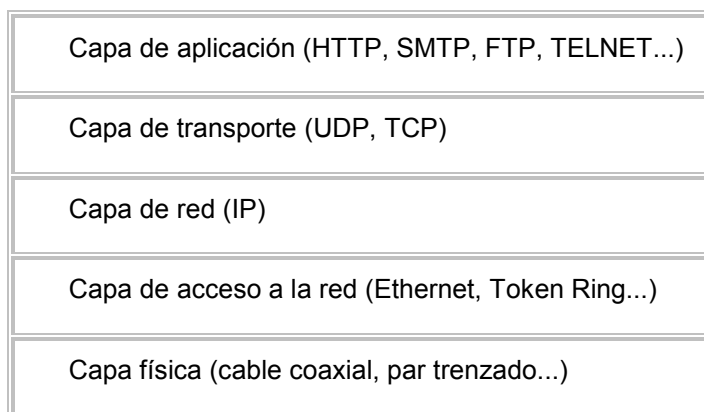 Capa de aplicación (HTTP, SMTP, FTP, TELNET...)
Capa de transporte (UDP, TCP)
Capa de red (IP)
Capa de acceso a la red (Ethernet, Token Ring...)
Capa física (cable coaxial, par trenzado...)